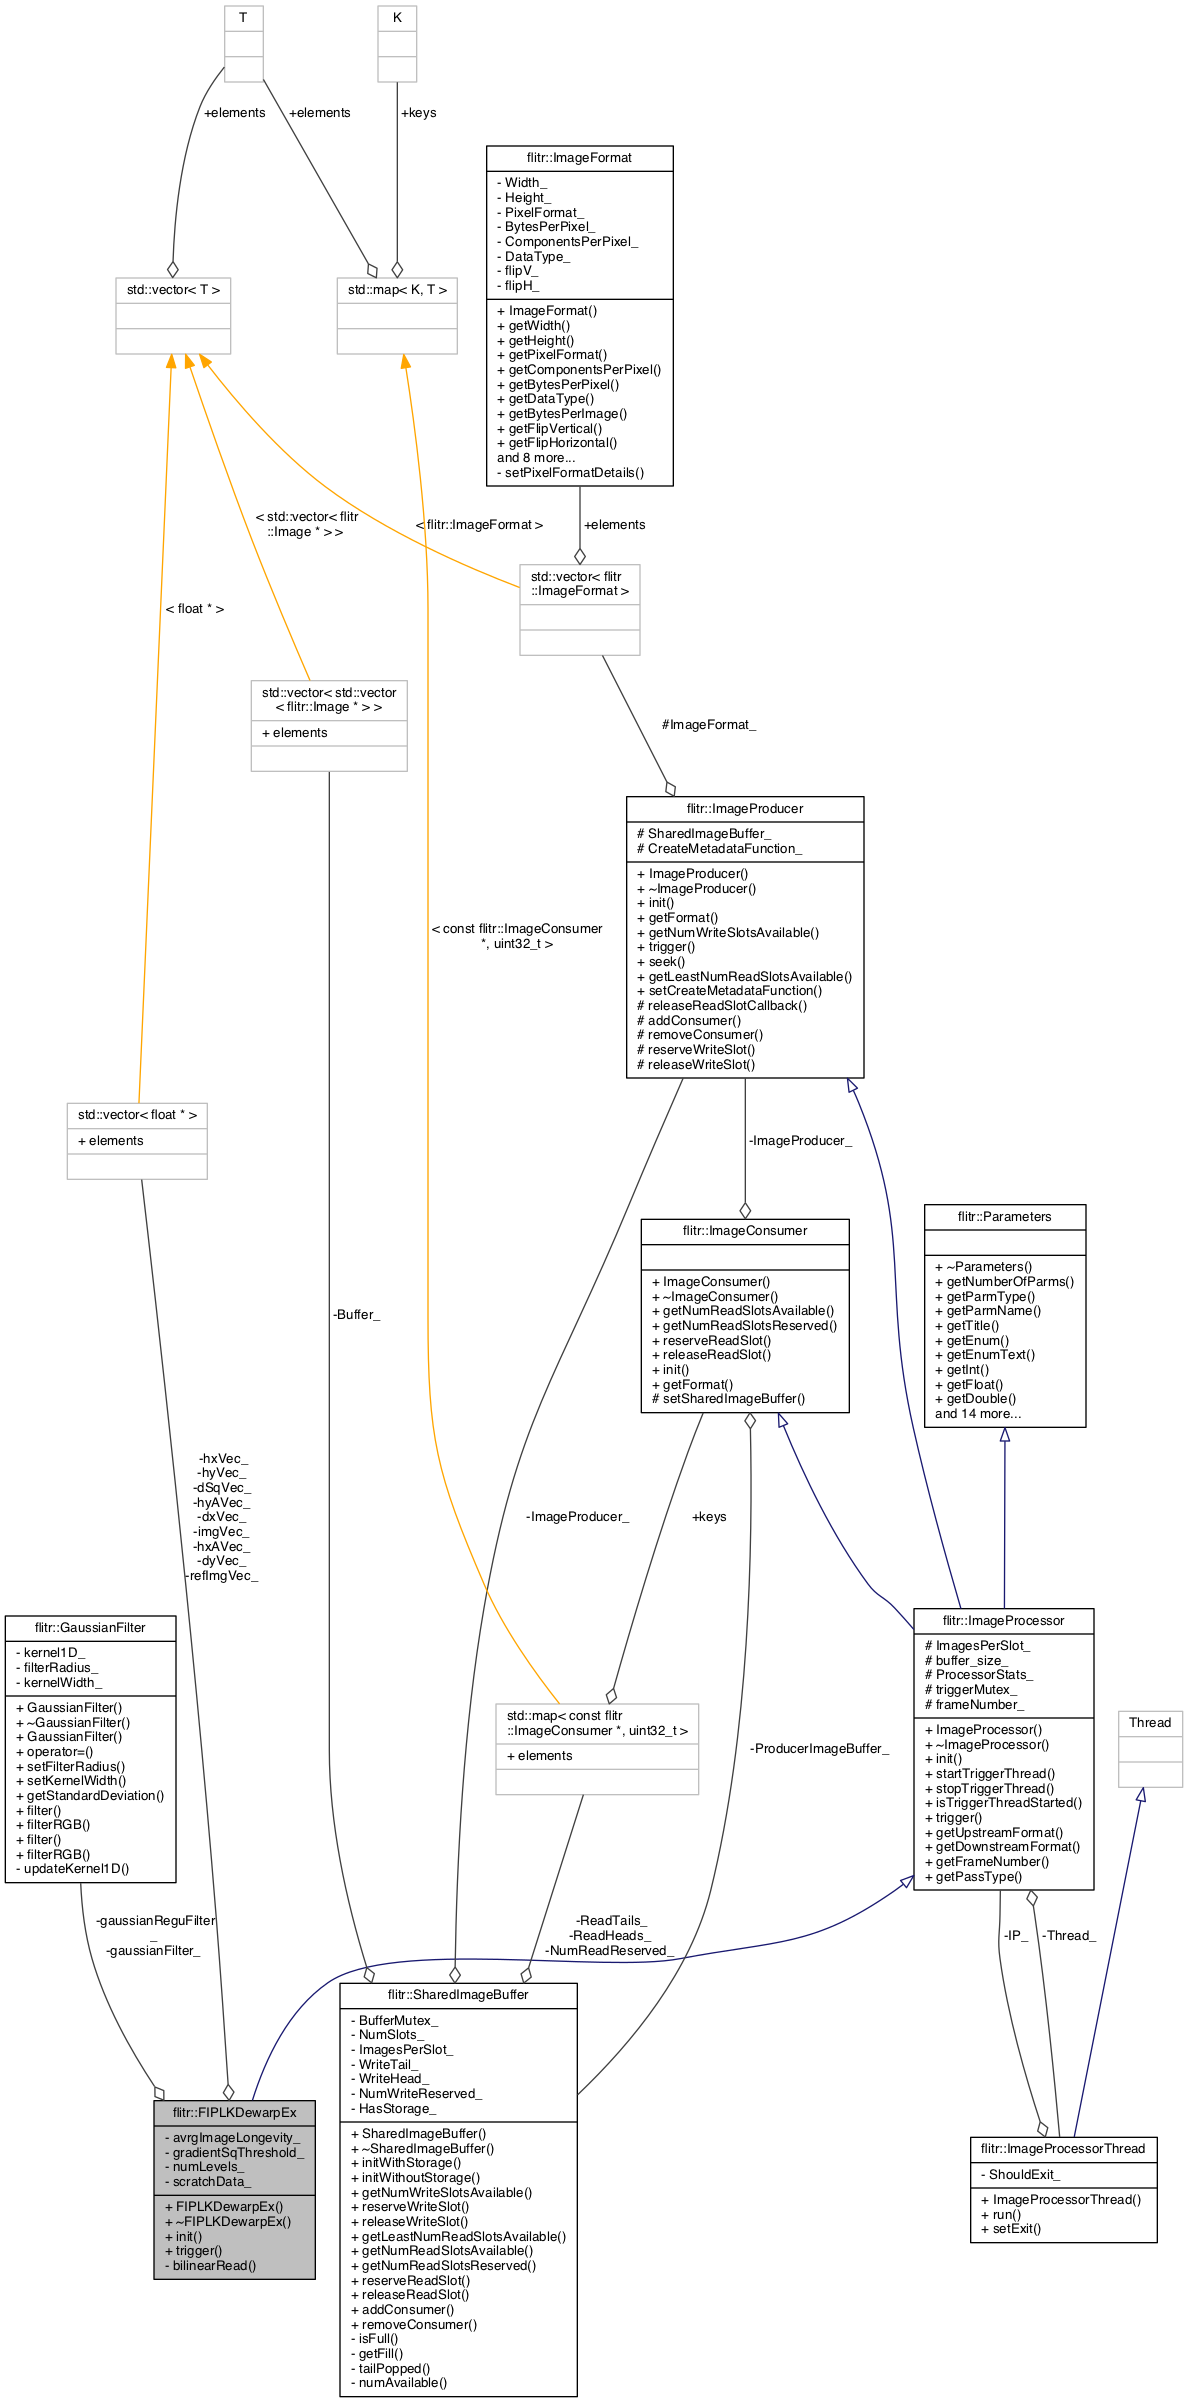 T
K
+elements
+elements
+keys
flitr::ImageFormat
- Width_
- Height_
- PixelFormat_
- BytesPerPixel_
- ComponentsPerPixel_
- DataType_
- flipV_
- flipH_
+ ImageFormat()
+ getWidth()
+ getHeight()
+ getPixelFormat()
+ getComponentsPerPixel()
+ getBytesPerPixel()
+ getDataType()
+ getBytesPerImage()
+ getFlipVertical()
+ getFlipHorizontal()
and 8 more...
- setPixelFormatDetails()
std::vector< T >
std::map< K, T >
< std::vector< flitr
::Image * > >
< flitr::ImageFormat >
+elements
std::vector< flitr
::ImageFormat >
< float * >
std::vector< std::vector
< flitr::Image * > >
+ elements
#ImageFormat_
flitr::ImageProducer
# SharedImageBuffer_
# CreateMetadataFunction_
+ ImageProducer()
+ ~ImageProducer()
+ init()
+ getFormat()
+ getNumWriteSlotsAvailable()
+ trigger()
+ seek()
+ getLeastNumReadSlotsAvailable()
+ setCreateMetadataFunction()
# releaseReadSlotCallback()
# addConsumer()
# removeConsumer()
# reserveWriteSlot()
# releaseWriteSlot()
< const flitr::ImageConsumer
*, uint32_t >
std::vector< float * >
+ elements
-ImageProducer_
flitr::ImageConsumer
+ ImageConsumer()
+ ~ImageConsumer()
+ getNumReadSlotsAvailable()
+ getNumReadSlotsReserved()
+ reserveReadSlot()
+ releaseReadSlot()
+ init()
+ getFormat()
# setSharedImageBuffer()
flitr::Parameters
+ ~Parameters()
+ getNumberOfParms()
+ getParmType()
+ getParmName()
+ getTitle()
+ getEnum()
+ getEnumText()
+ getInt()
+ getFloat()
+ getDouble()
and 14 more...
-Buffer_
-hxVec_
-hyVec_
-dSqVec_
-hyAVec_
-dxVec_
-imgVec_
-hxAVec_
-dyVec_
-refImgVec_
-ImageProducer_
+keys
flitr::GaussianFilter
- kernel1D_
- filterRadius_
- kernelWidth_
+ GaussianFilter()
+ ~GaussianFilter()
+ GaussianFilter()
+ operator=()
+ setFilterRadius()
+ setKernelWidth()
+ getStandardDeviation()
+ filter()
+ filterRGB()
+ filter()
+ filterRGB()
- updateKernel1D()
std::map< const flitr
::ImageConsumer *, uint32_t >
+ elements
-ProducerImageBuffer_
flitr::ImageProcessor
# ImagesPerSlot_
# buffer_size_
# ProcessorStats_
# triggerMutex_
# frameNumber_
+ ImageProcessor()
+ ~ImageProcessor()
+ init()
+ startTriggerThread()
+ stopTriggerThread()
+ isTriggerThreadStarted()
+ trigger()
+ getUpstreamFormat()
+ getDownstreamFormat()
+ getFrameNumber()
+ getPassType()
Thread
-gaussianReguFilter
_
-gaussianFilter_
-ReadTails_
-ReadHeads_
-NumReadReserved_
-IP_
-Thread_
flitr::FIPLKDewarpEx
- avrgImageLongevity_
- gradientSqThreshold_
- numLevels_
- scratchData_
+ FIPLKDewarpEx()
+ ~FIPLKDewarpEx()
+ init()
+ trigger()
- bilinearRead()
flitr::SharedImageBuffer
- BufferMutex_
- NumSlots_
- ImagesPerSlot_
- WriteTail_
- WriteHead_
- NumWriteReserved_
- HasStorage_
+ SharedImageBuffer()
+ ~SharedImageBuffer()
+ initWithStorage()
+ initWithoutStorage()
+ getNumWriteSlotsAvailable()
+ reserveWriteSlot()
+ releaseWriteSlot()
+ getLeastNumReadSlotsAvailable()
+ getNumReadSlotsAvailable()
+ getNumReadSlotsReserved()
+ reserveReadSlot()
+ releaseReadSlot()
+ addConsumer()
+ removeConsumer()
- isFull()
- getFill()
- tailPopped()
- numAvailable()
flitr::ImageProcessorThread
- ShouldExit_
+ ImageProcessorThread()
+ run()
+ setExit()